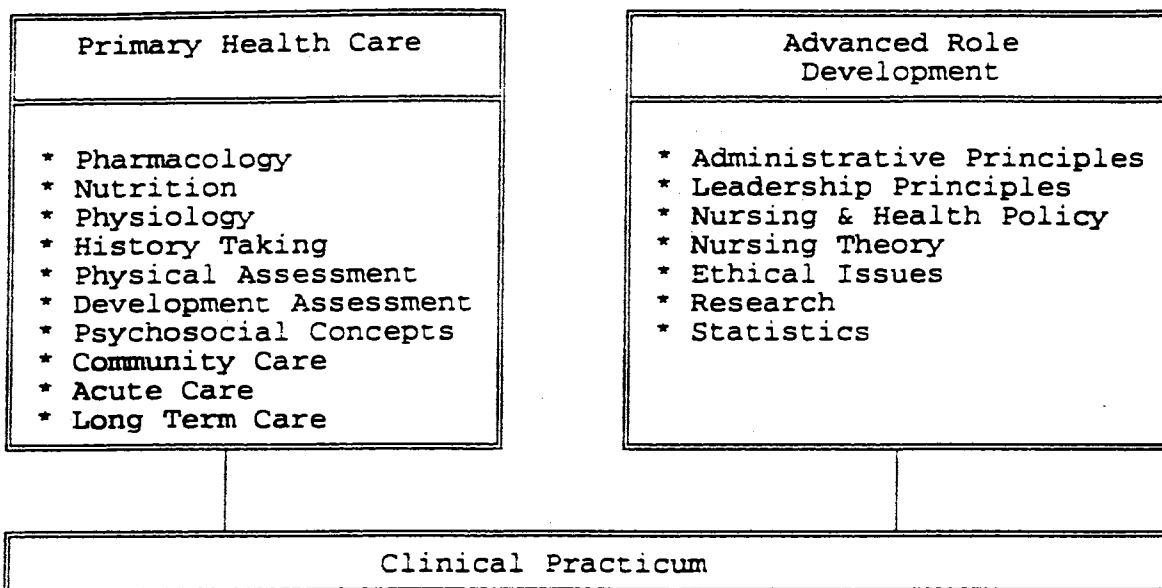 Primary Health Care
* Pharmacology
* Nutrition
* Physiology
* History Taking
* Physical Assessment
* Development Assessment
* Psychosocial Concepts
* Community Care
* Acute Care
* Long Term Care
Advanced Role
Development
* Administrative Principles
* Leadership Principles
* Nursing & Health Policy
* Nursing Theory
* Ethical Issues
* Research
* Statistics
Clinical Practicum